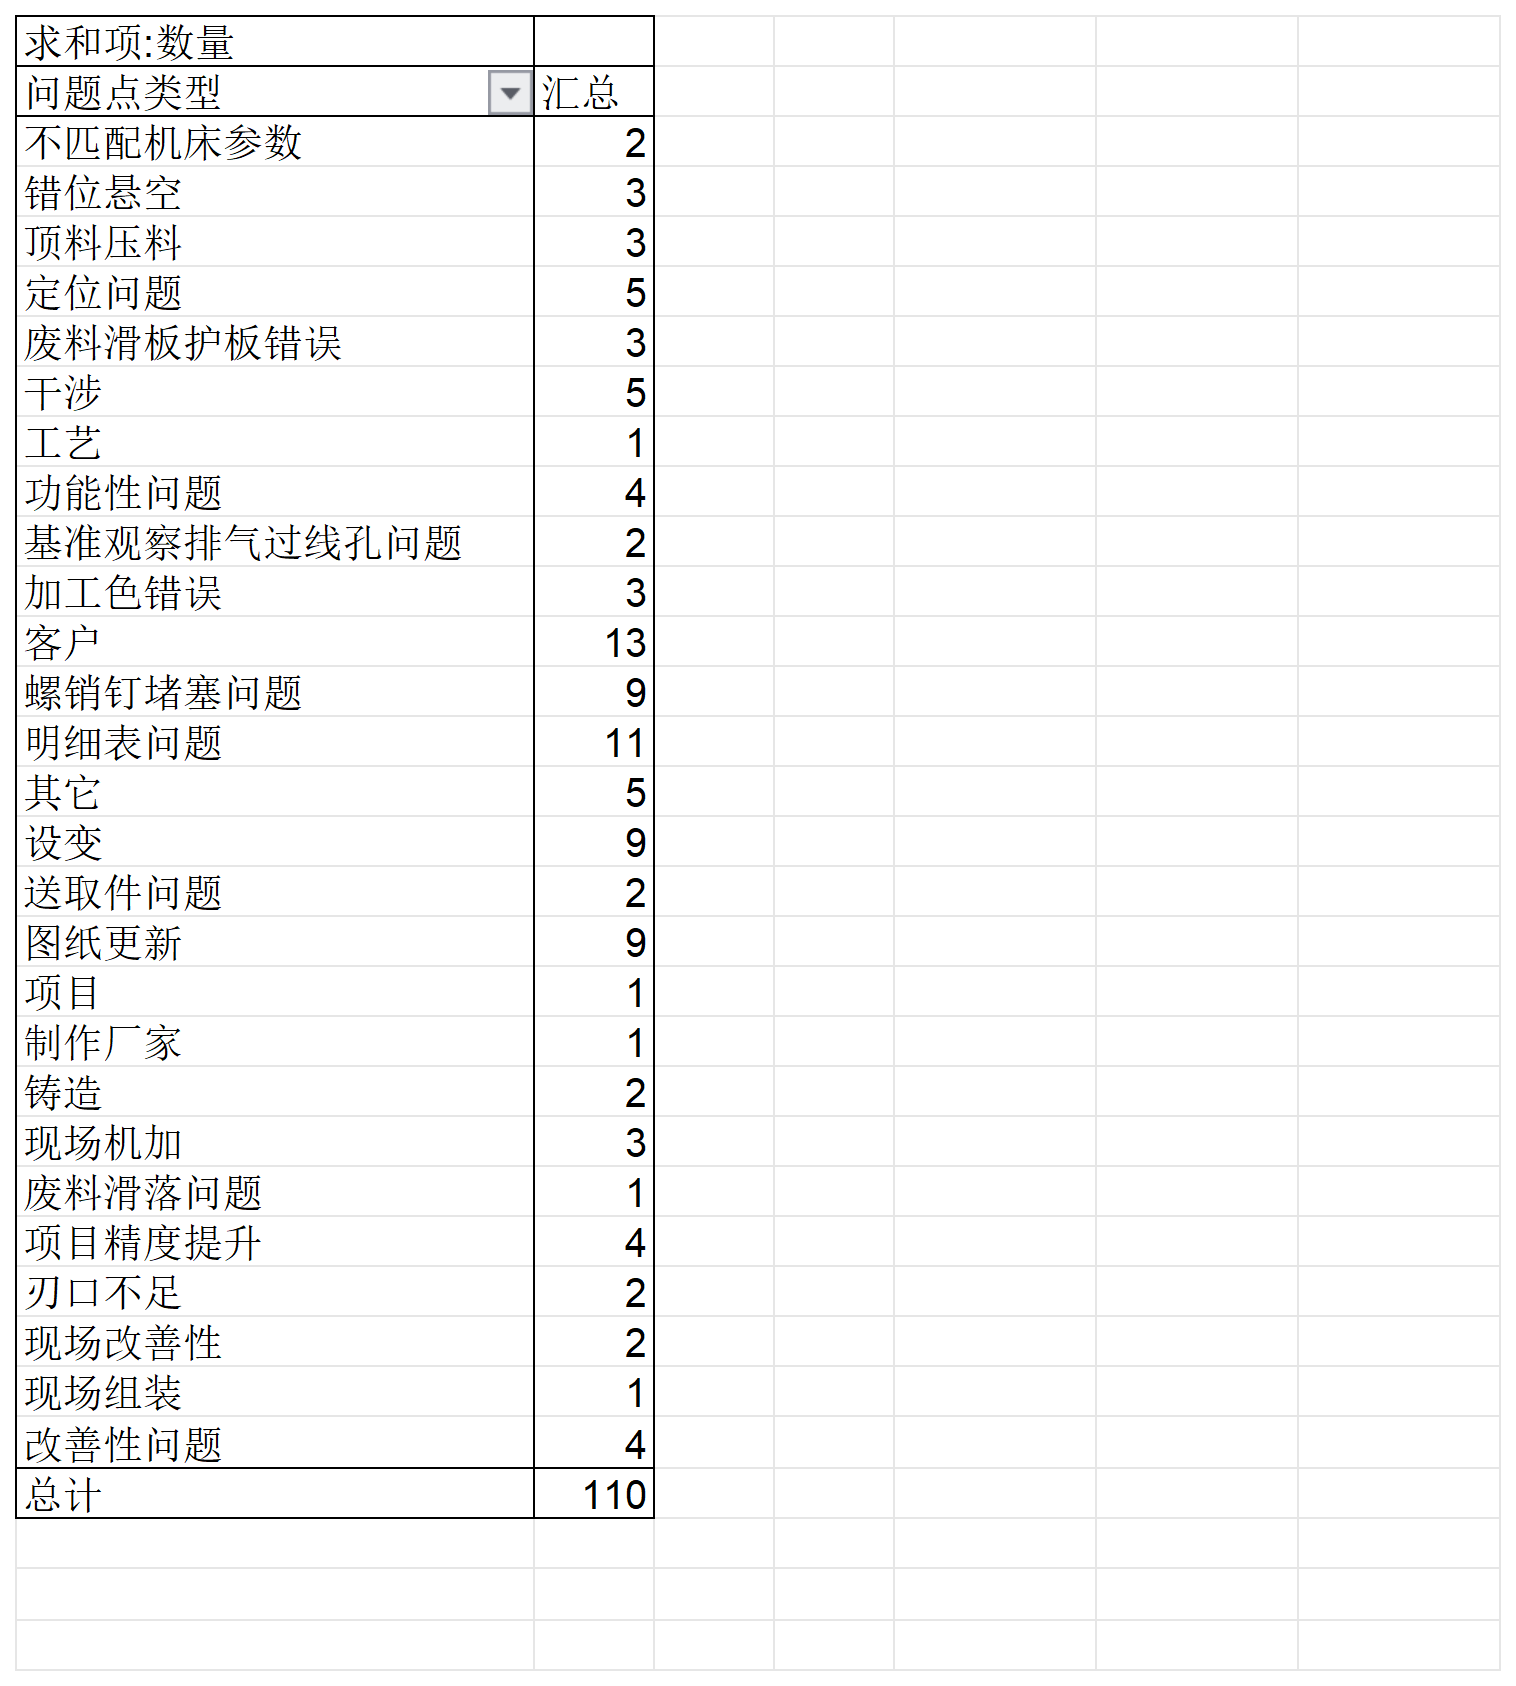 求和项:数量
问题点类型 汇总
不匹配机床参数 2
错位悬空 3
顶料压料 3
定位问题 5
废料滑板护板错误 3
干涉 5
工艺 1
功能性问题 4
基准观察排气过线孔问题 2
加工色错误 3
客户 13
螺销钉堵塞问题 9
明细表问题 11
其它 5
设变 9
送取件问题 2
图纸更新 9
项目 1
制作厂家 1
铸造 2
现场机加 3
废料滑落问题 1
项目精度提升 4
刃口不足 2
现场改善性 2
现场组装 1
改善性问题 4
总计 110